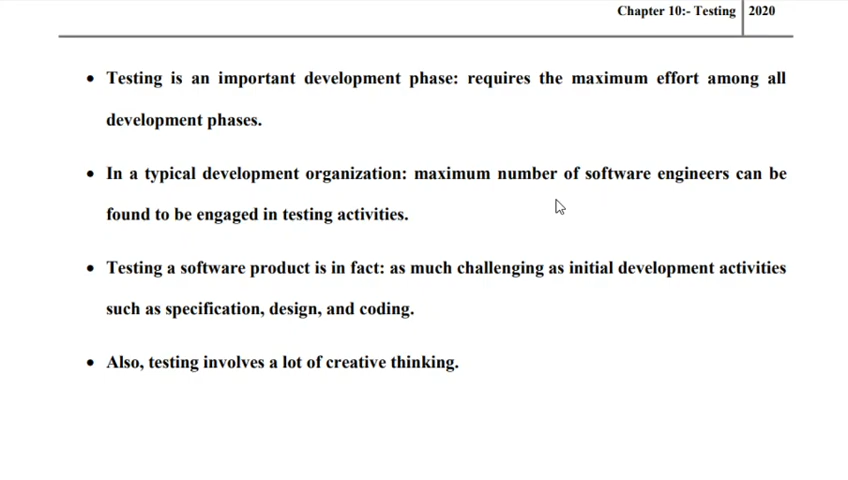 Chapter 10:- Testing 2020
• Testing is an important development phase: requires the maximum effort among all
development phases.
• In a typical development organization: maximum number of software engineers can be
found to be engaged in testing activities.
• Testing a software product is in fact: as much challenging as initial development activities
such as specification, design, and coding.
• Also, testing involves a lot of creative thinking.